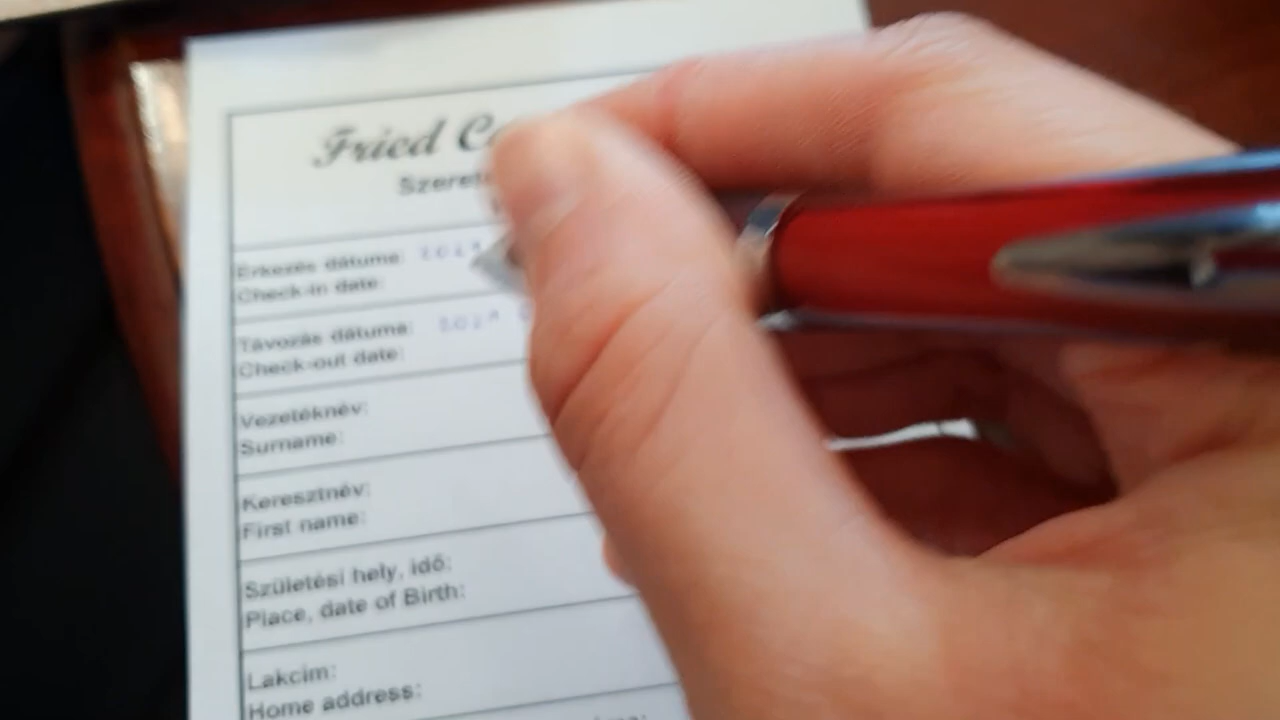 Fried
Érkezés dátuma:
Check-in date:
Távozás dátuma:
Check-out date:
Vezetéknév:
Surname:
Keresztnév:
First name:
Születési hely, idő:
Place, date of Birth:
Lakcím:
Home address: